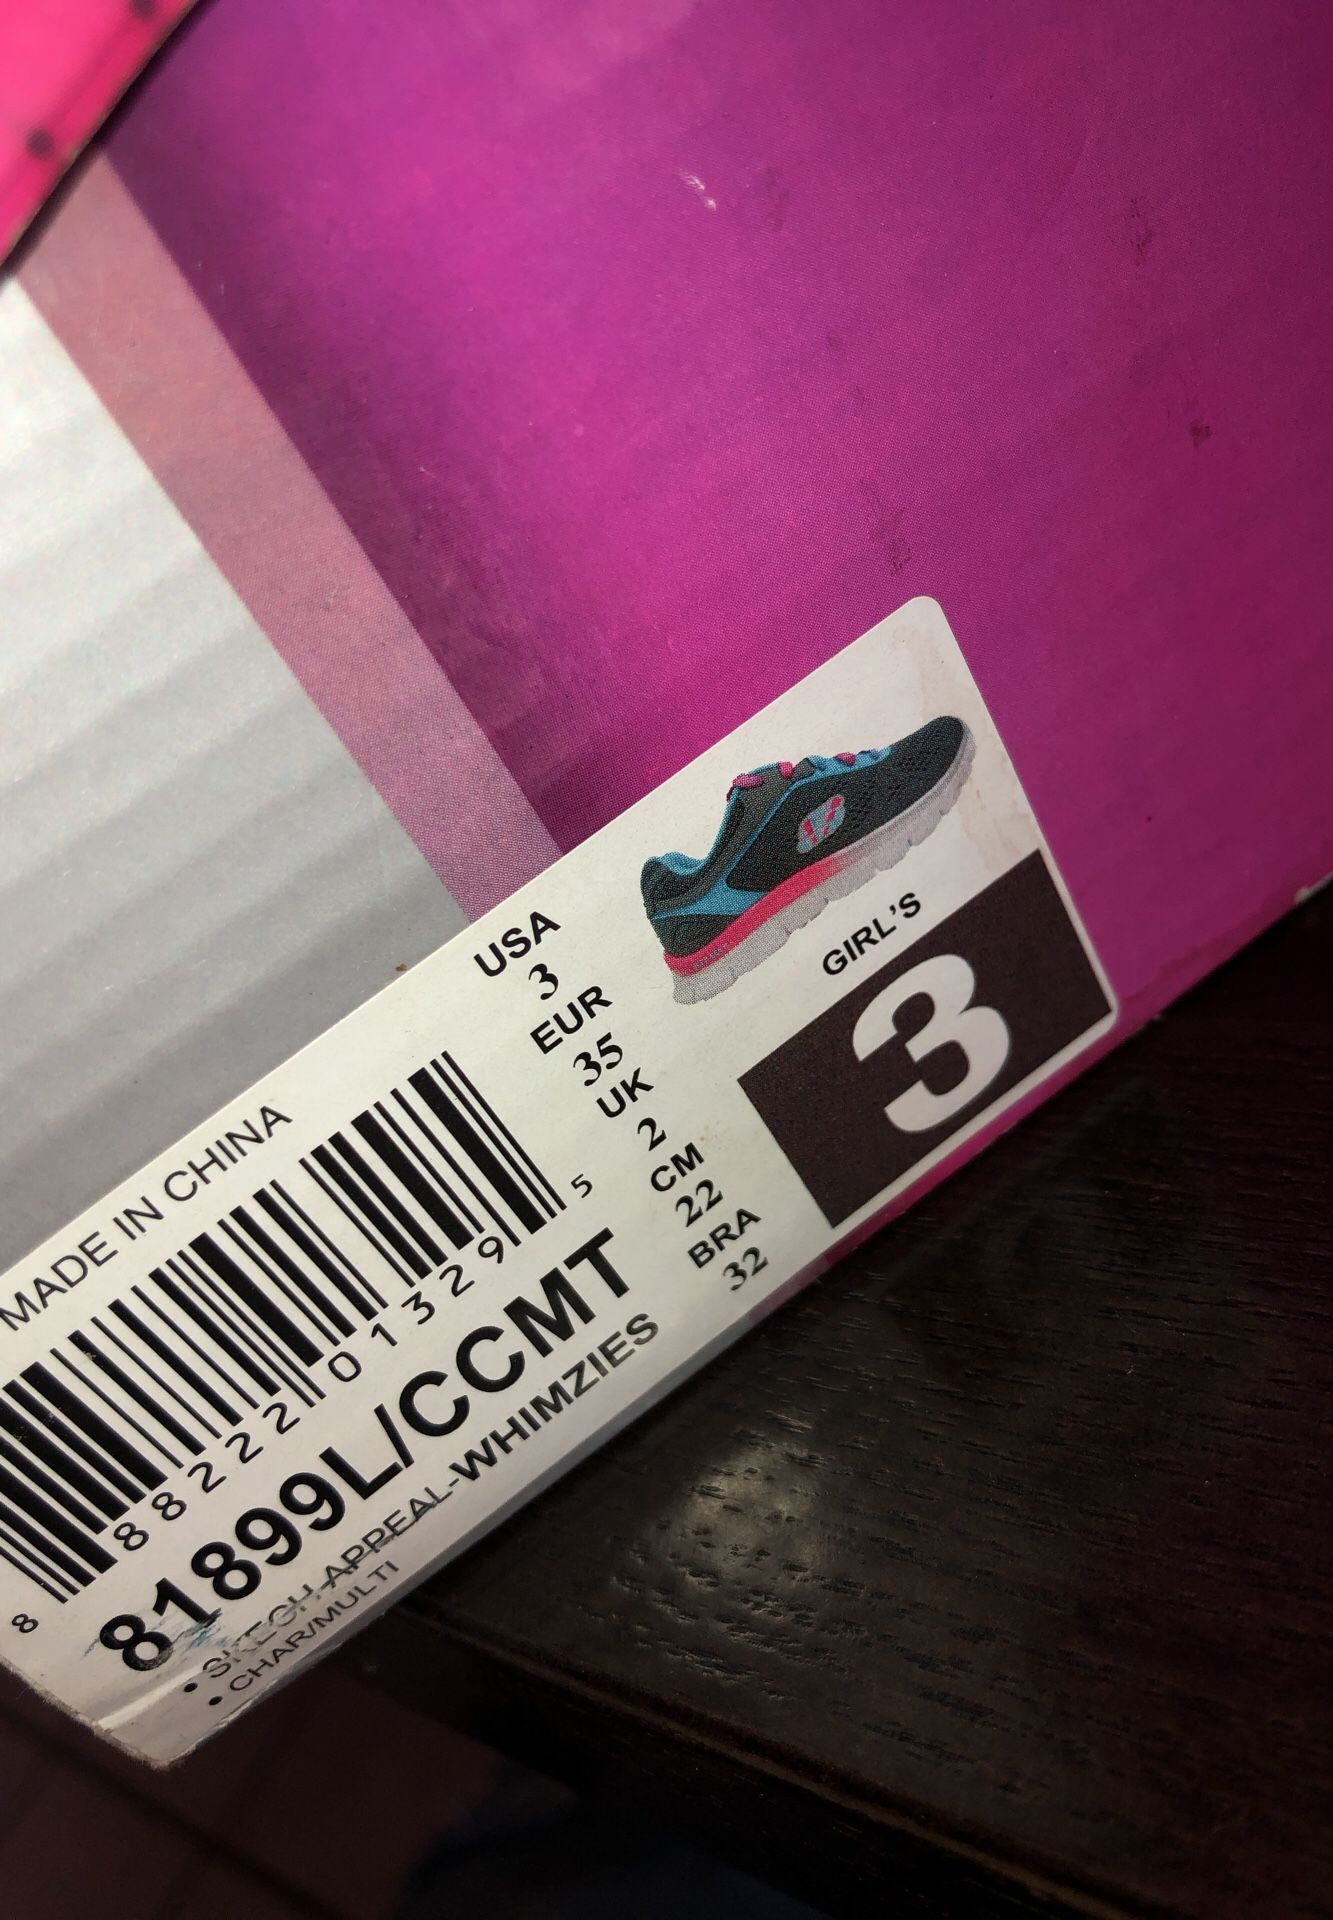 MADE IN CHINA
8 88222 01329 5
81899L/CCMT
• SKECH APPEAL-WHIMZIES
• CHAR/MULTI
USA
3
EUR
35
UK
2
CM
22
BRA
32
GIRL'S
3